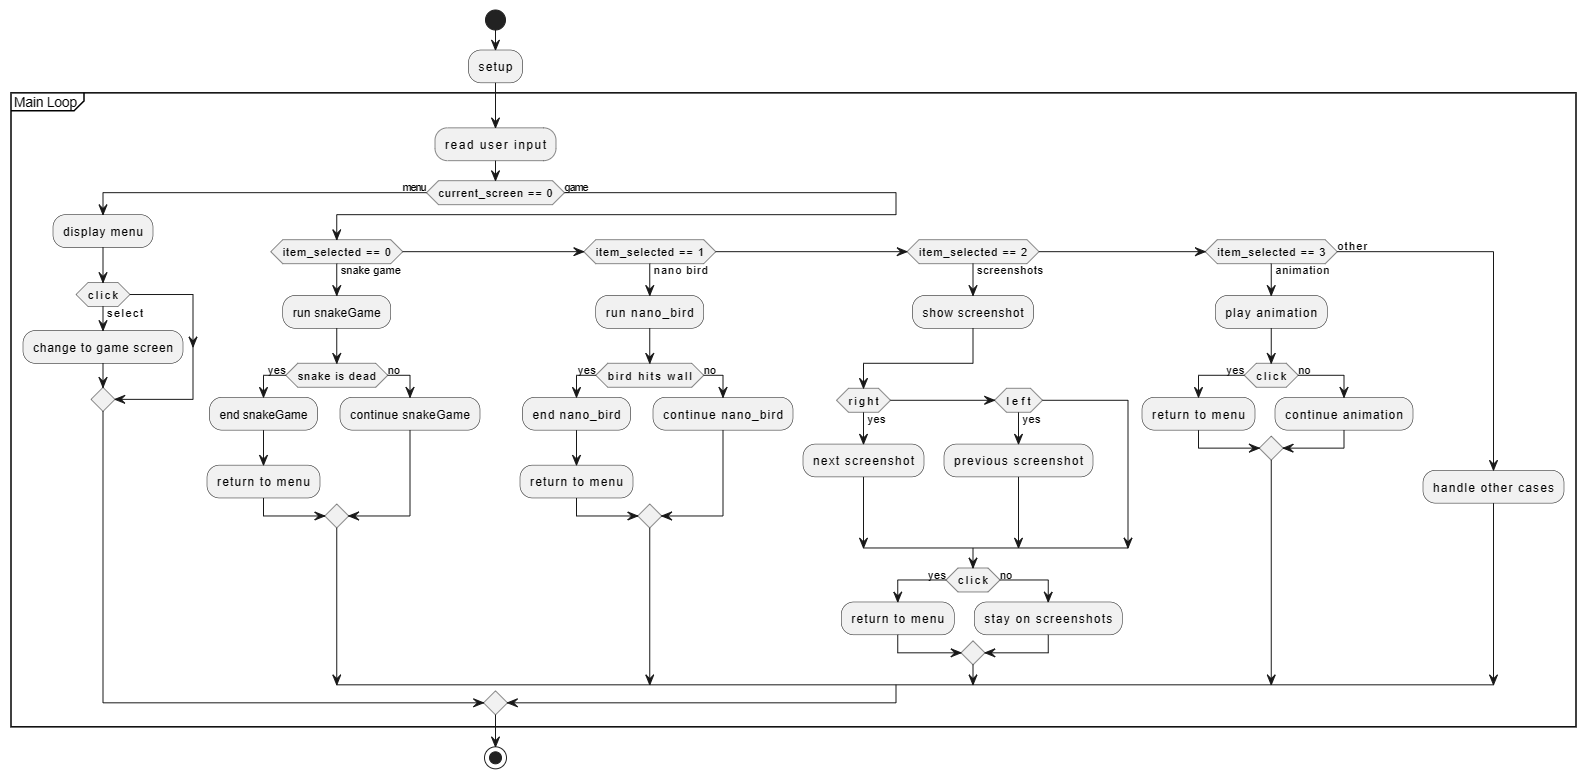 setup
Main Loop
read user input
menu
current_screen == 0
game
display menu
item_selected == 0
item_selected == 1
item_selected == 2
item_selected == 3
other
snake game
nano bird
screenshots
animation
click
select
run snakeGame
run nano_bird
show screenshot
play animation
change to game screen
yes
snake is dead
no
yes
bird hits wall
no
yes
click
no
right
left
end snakeGame
continue snakeGame
end nano_bird
continue nano_bird
return to menu
continue animation
yes
yes
next screenshot
previous screenshot
return to menu
return to menu
handle other cases
yes
click
no
return to menu
stay on screenshots